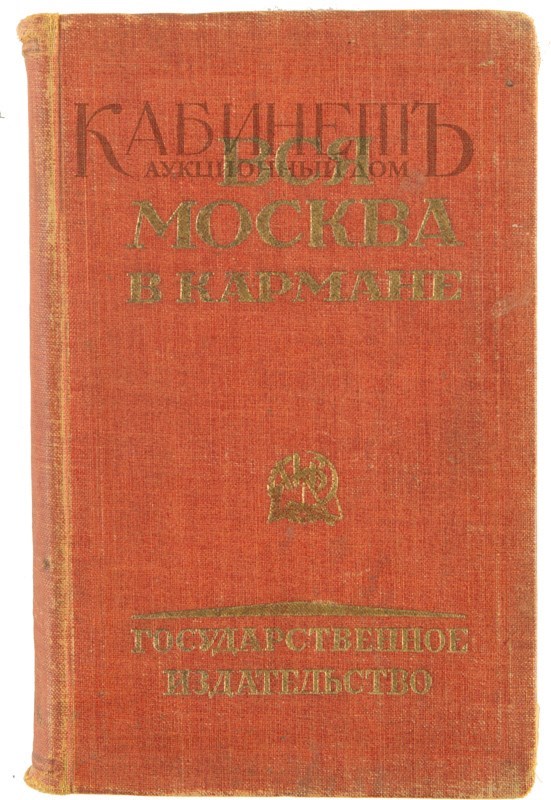 КАБИНЕТЪ
АУКЦИОННЫЙ ДОМ
ВСЯ
МОСКВА
В КАРМАНЕ
ГОСУДАРСТВЕННОЕ
ИЗДАТЕЛЬСТВО